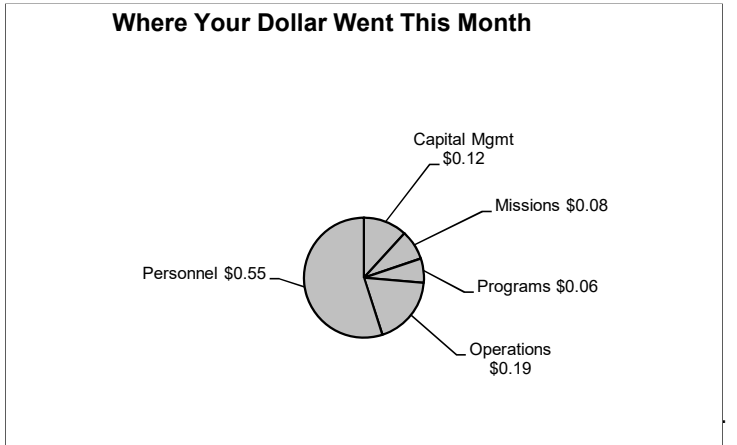 Where Your Dollar Went This Month
Capital Mgmt
$0.12
Missions $0.08
Personnel $0.55
Programs $0.06
Operations
$0.19
.